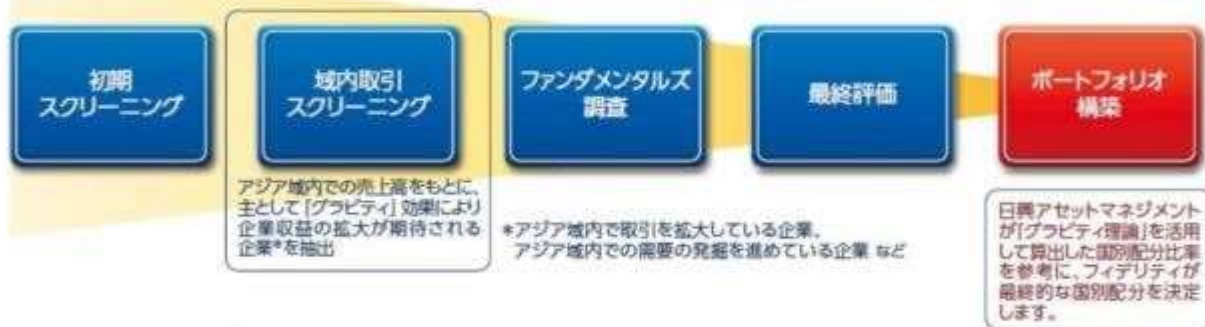 初期
スクリーニング
域内取引
スクリーニング
アジア域内での売上高をもとに、
主として「グラビティ」効果により
企業収益の拡大が期待される
企業*を抽出
ファンダメンタルズ
調査
最終評価
*アジア域内で取引を拡大している企業、
アジア域内での需要の発掘を進めている企業 など
ポートフォリオ
構築
日興アセットマネジメント
が「グラビティ理論」を活用
して算出した国別配分比率
を参考に、フィデリティが
最終的な国別配分を決定
します。